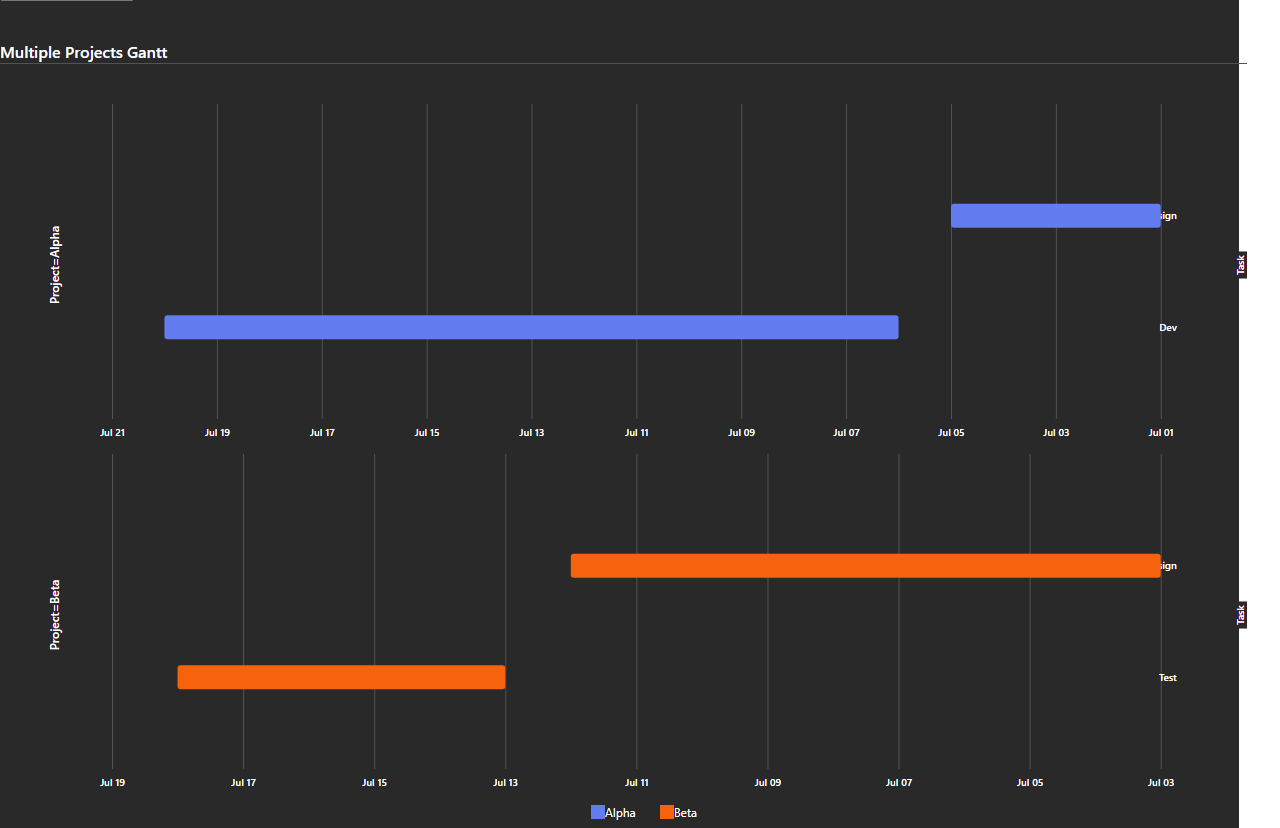 Multiple Projects Gantt
Project=Alpha
sign
Task
Dev
Jul 21 Jul 19 Jul 17 Jul 15 Jul 13 Jul 11 Jul 09 Jul 07 Jul 05 Jul 03 Jul 01
Project=Beta
sign
Task
Test
Jul 19 Jul 17 Jul 15 Jul 13 Jul 11 Jul 09 Jul 07 Jul 05 Jul 03
Alpha Beta